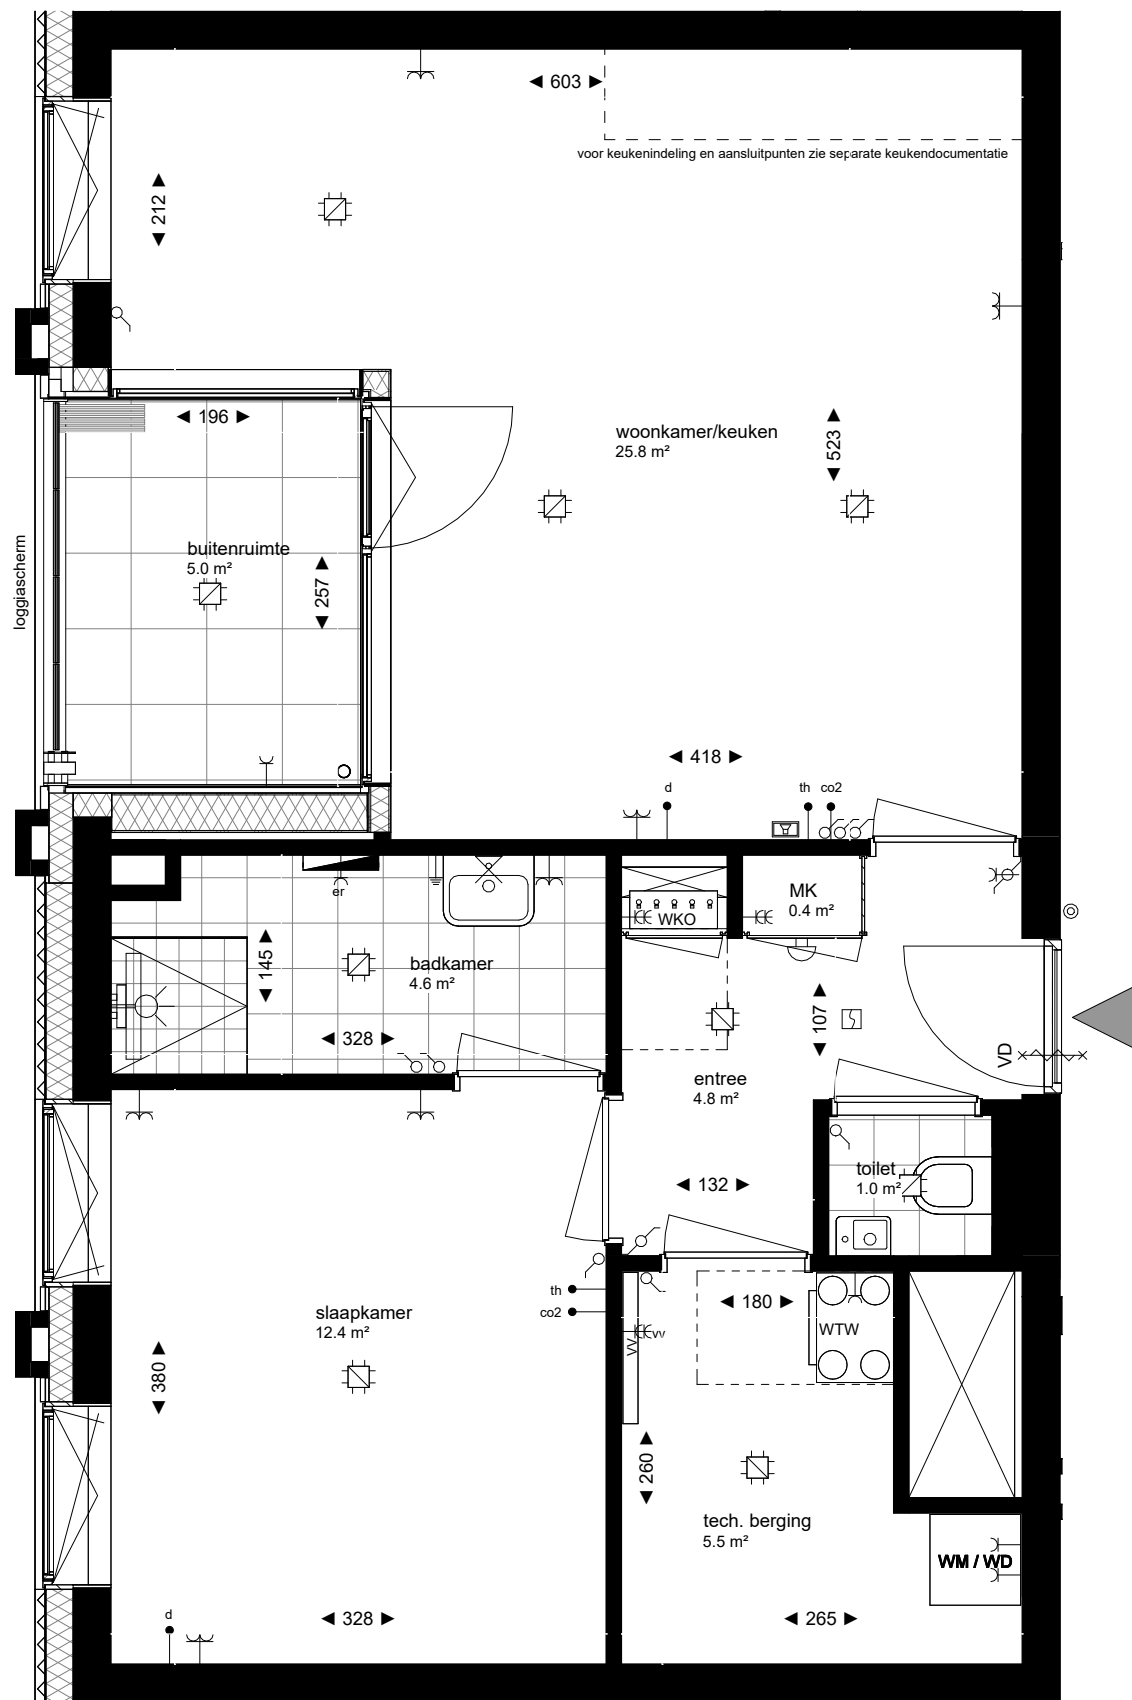 ◄ 603 ►
voor keukenindeling en aansluitpunten zie separate keukendocumentatie
◄ 212 ►
◄ 196 ►
woonkamer/keuken
25.8 m²
◄ 523 ►
loggiascherm
buitenruimte
5.0 m²
◄ 257 ►
◄ 418 ►
d
th
co2
er
MK
0.4 m²
WKO
◄ 145 ►
badkamer
4.6 m²
◄ 328 ►
◄ 107 ►
VD
entree
4.8 m²
toilet
1.0 m²
◄ 132 ►
th
co2
slaapkamer
12.4 m²
◄ 180 ►
WTW
VV
vv
◄ 380 ►
◄ 260 ►
tech. berging
5.5 m²
WM / WD
d
◄ 328 ►
◄ 265 ►